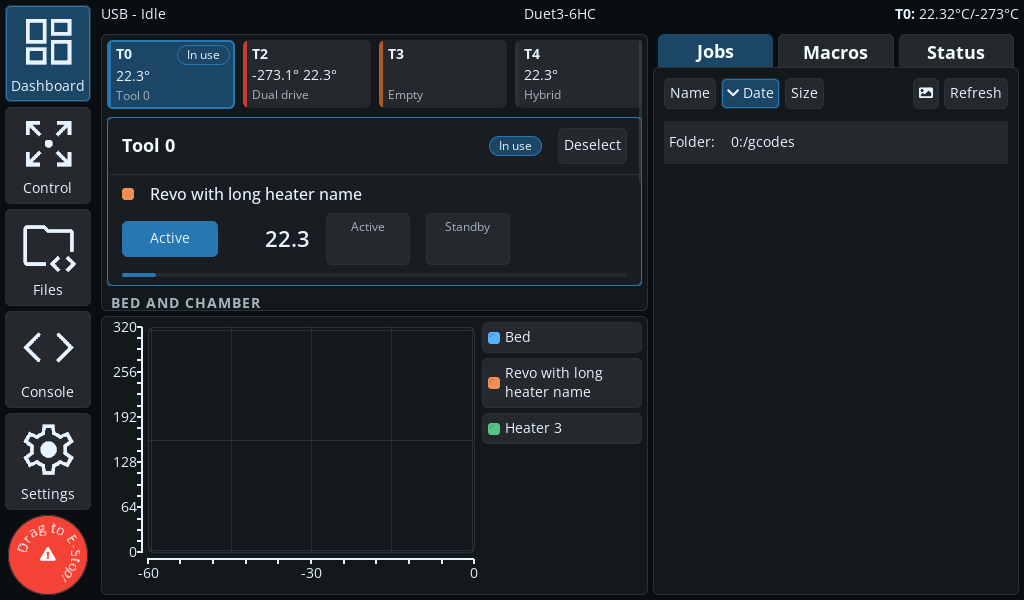 USB - Idle
Duet3-6HC
T0: 22.32°C/-273°C
Dashboard
Control
Files
Console
Settings
Drag to E-Stop!
T0
In use
22.3°
Tool 0
T2
-273.1° 22.3°
Dual drive
T3
Empty
T4
22.3°
Hybrid
Tool 0
In use
Deselect
Revo with long heater name
Active
22.3
Active
Standby
BED AND CHAMBER
320
256
192
128
64
0
-60
-30
0
Bed
Revo with long
heater name
Heater 3
Jobs
Macros
Status
Name
Date
Size
Refresh
Folder:
0:/gcodes